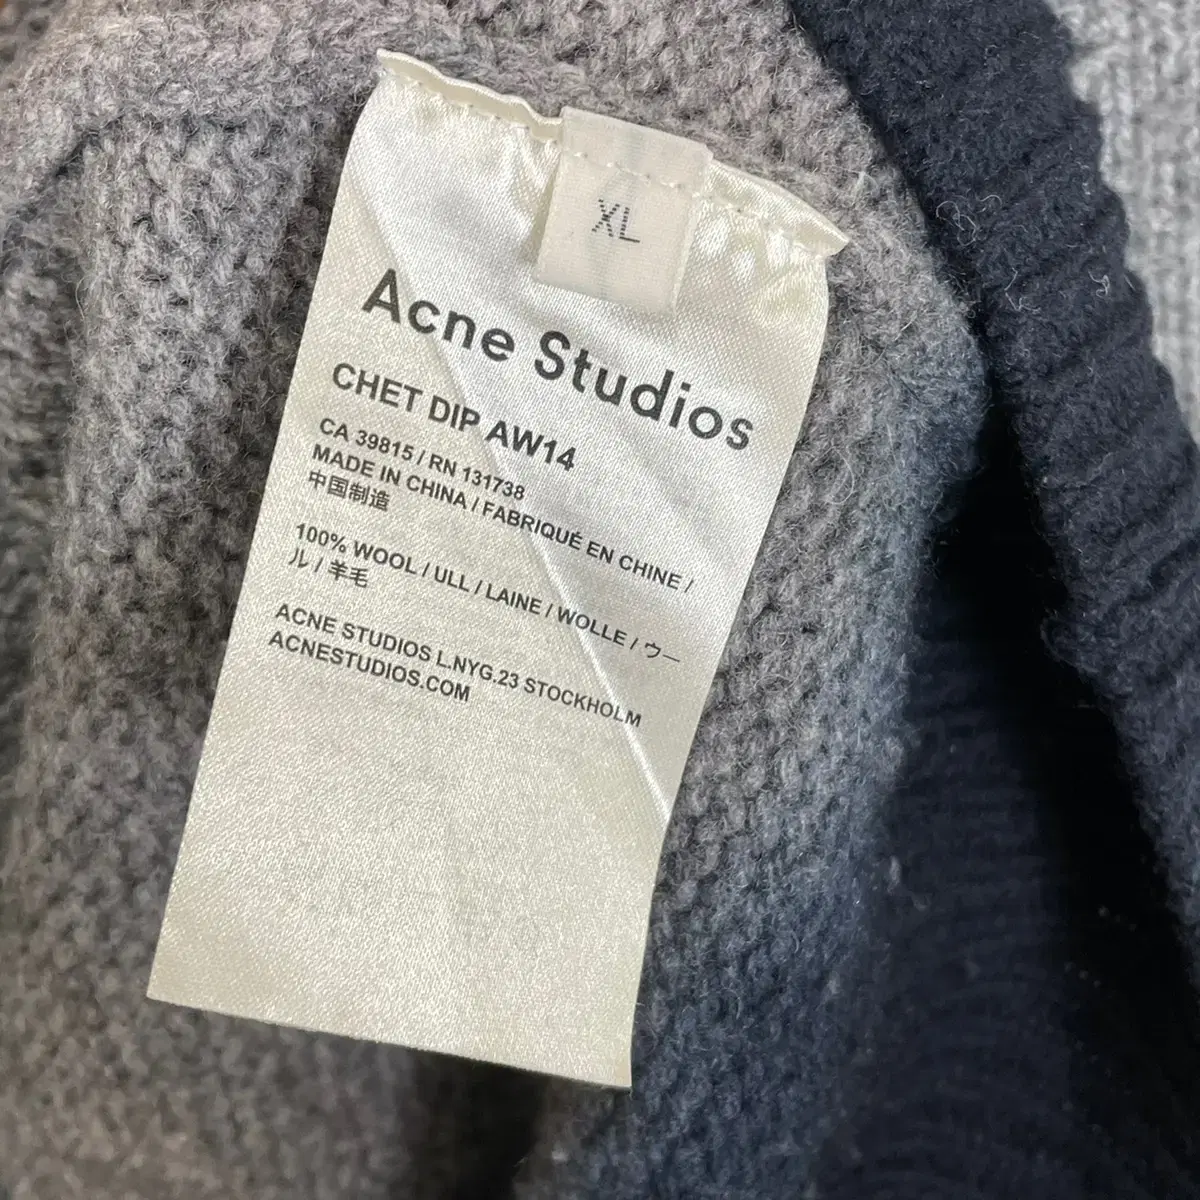 XL
Acne Studios
CHET DIP AW14
CA 39815 / RN 131738
MADE IN CHINA / FABRIQUÉ EN CHINE /
中国制造
100% WOOL / ULL / LAINE / WOLLE / ウー
ル / 羊毛
ACNE STUDIOS L.NYG.23 STOCKHOLM
ACNESTUDIOS.COM